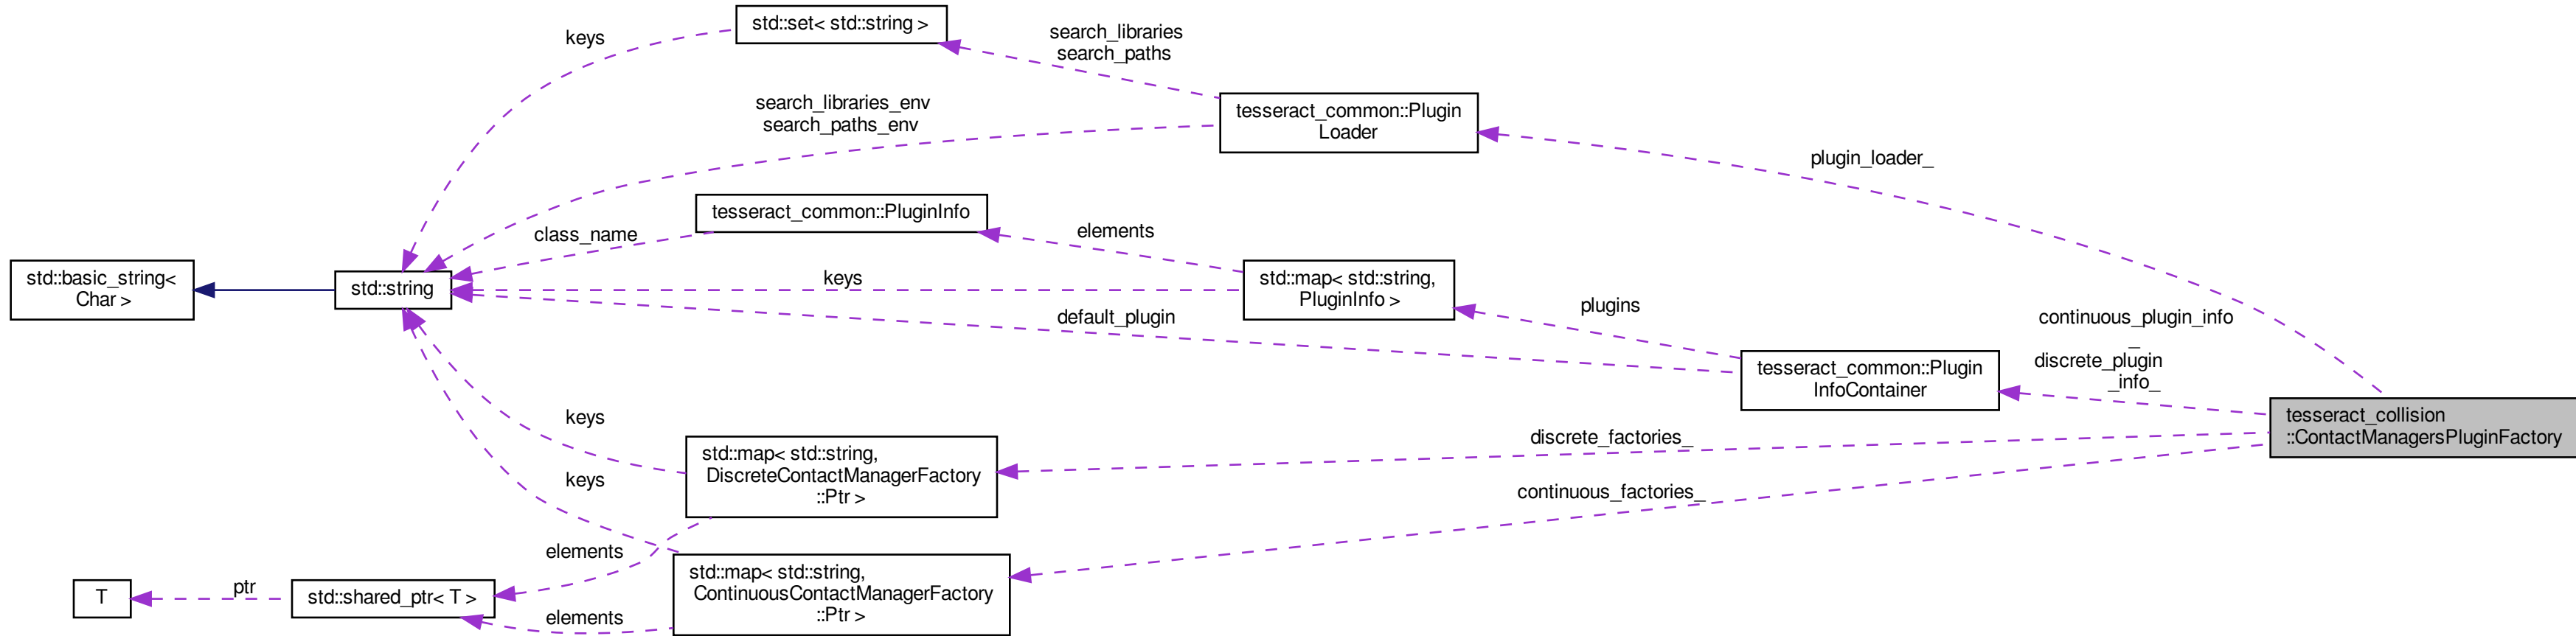 std::set< std::string >
keys
search_libraries
search_paths
search_libraries_env
search_paths_env
tesseract_common::Plugin
Loader
plugin_loader_
tesseract_common::PluginInfo
class_name
elements
std::basic_string<
Char >
std::string
keys
std::map< std::string,
PluginInfo >
plugins
default_plugin
continuous_plugin_info
_
discrete_plugin
_info_
tesseract_common::Plugin
InfoContainer
tesseract_collision
::ContactManagersPluginFactory
keys
discrete_factories_
std::map< std::string,
DiscreteContactManagerFactory
::Ptr >
keys
continuous_factories_
elements
std::map< std::string,
ContinuousContactManagerFactory
::Ptr >
T
ptr
std::shared_ptr< T >
elements